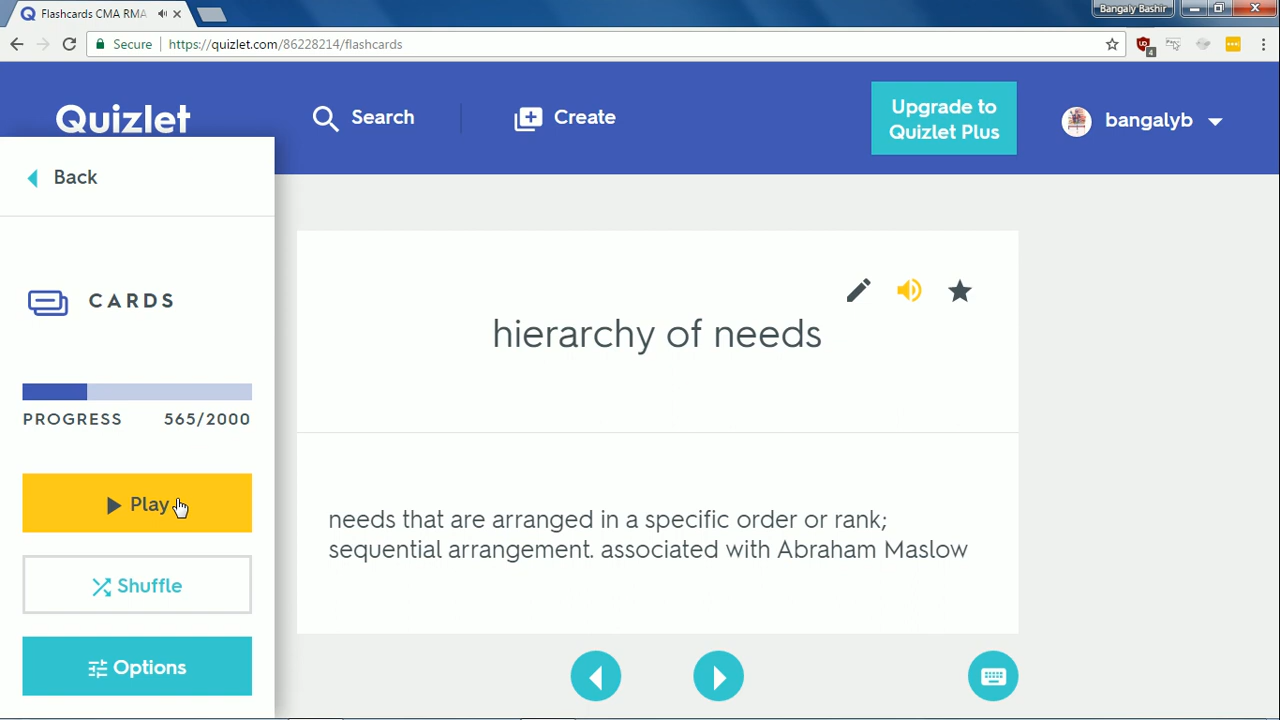 Flashcards CMA RMA
Bangaly Bashir
Secure
https://quizlet.com/86228214/flashcards
4
Quizlet
Search
Create
Upgrade to
Quizlet Plus
bangalyb
Back
CARDS
PROGRESS 565/2000
Play
Shuffle
Options
hierarchy of needs
needs that are arranged in a specific order or rank;
sequential arrangement. associated with Abraham Maslow